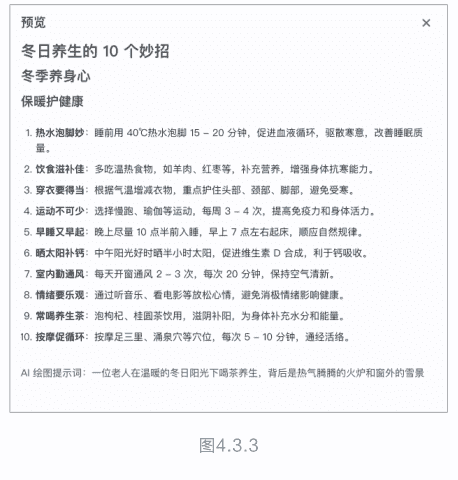 预览
冬日养生的 10 个妙招
冬季养身心
保暖护健康
1. 热水泡脚妙：睡前用 40℃热水泡脚 15 - 20 分钟，促进血液循环，驱散寒意，改善睡眠质
量。
2. 饮食滋补佳：多吃温热食物，如羊肉、红枣等，补充营养，增强身体抗寒能力。
3. 穿衣要得当：根据气温增减衣物，重点护住头部、颈部、脚部，避免受寒。
4. 运动不可少：选择慢跑、瑜伽等运动，每周 3 - 4 次，提高免疫力和身体活力。
5. 早睡又早起：晚上尽量 10 点半前入睡，早上 7 点左右起床，顺应自然规律。
6. 晒太阳补钙：中午阳光好时晒半小时太阳，促进维生素 D 合成，利于钙吸收。
7. 室内勤通风：每天开窗通风 2 - 3 次，每次 20 分钟，保持空气清新。
8. 情绪要乐观：通过听音乐、看电影等放松心情，避免消极情绪影响健康。
9. 常喝养生茶：泡枸杞、桂圆茶饮用，滋阴补阳，为身体补充水分和能量。
10. 按摩促循环：按摩足三里、涌泉穴等穴位，每次 5 - 10 分钟，通经活络。
AI 绘图提示词：一位老人在温暖的冬日阳光下喝茶养生，背后是热气腾腾的火炉和窗外的雪景
图4.3.3